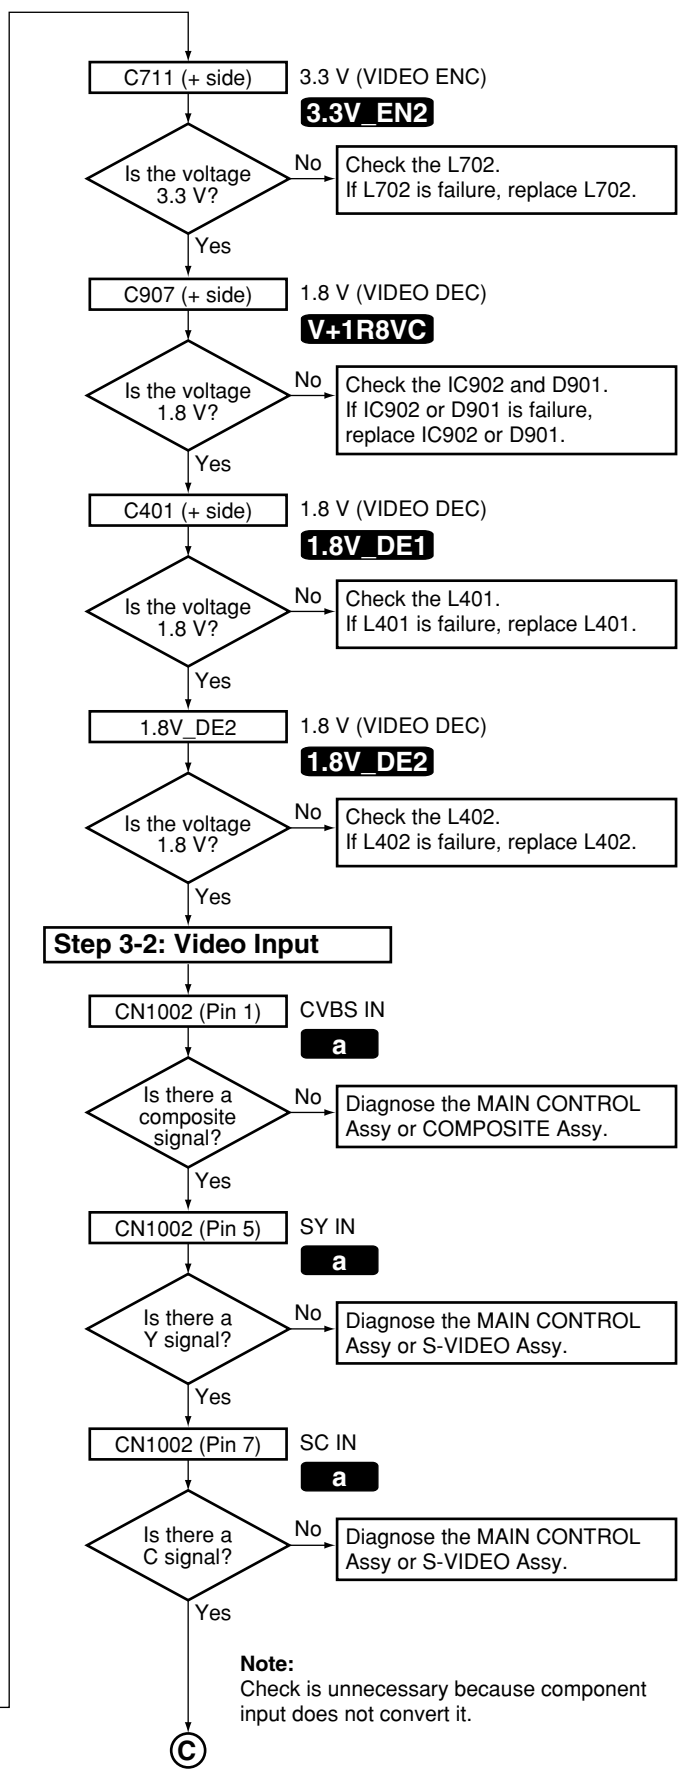 C711 (+ side)
3.3 V (VIDEO ENC)
3.3V_EN2
Is the voltage
3.3 V?
No
Check the L702.
If L702 is failure, replace L702.
Yes
C907 (+ side)
1.8 V (VIDEO DEC)
V+1R8VC
Is the voltage
1.8 V?
No
Check the IC902 and D901.
If IC902 or D901 is failure,
replace IC902 or D901.
Yes
C401 (+ side)
1.8 V (VIDEO DEC)
1.8V_DE1
Is the voltage
1.8 V?
No
Check the L401.
If L401 is failure, replace L401.
Yes
1.8V_DE2
1.8 V (VIDEO DEC)
1.8V_DE2
Is the voltage
1.8 V?
No
Check the L402.
If L402 is failure, replace L402.
Yes
Step 3-2: Video Input
CN1002 (Pin 1)
CVBS IN
a
Is there a
composite
signal?
No
Diagnose the MAIN CONTROL
Assy or COMPOSITE Assy.
Yes
CN1002 (Pin 5)
SY IN
a
Is there a
Y signal?
No
Diagnose the MAIN CONTROL
Assy or S-VIDEO Assy.
Yes
CN1002 (Pin 7)
SC IN
a
Is there a
C signal?
No
Diagnose the MAIN CONTROL
Assy or S-VIDEO Assy.
Yes
Note:
Check is unnecessary because component
input does not convert it.
C